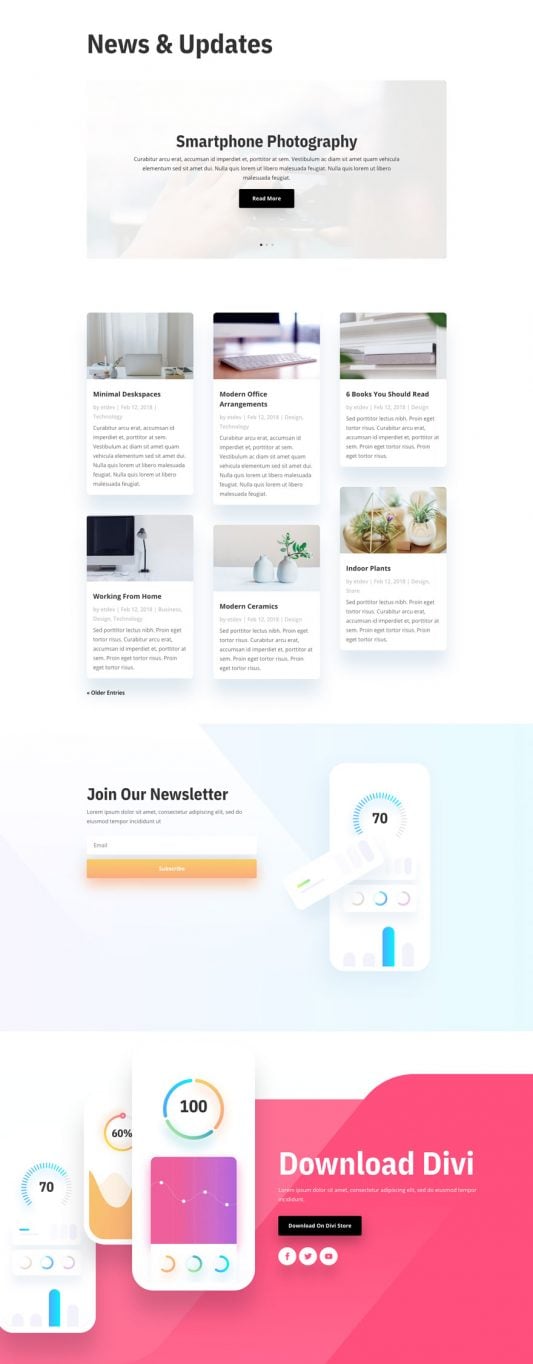 News & Updates
Smartphone Photography
Curabitur arcu erat, accumsan id imperdiet et, porttitor at sem. Vestibulum ac diam sit amet quam vehicula
elementum sed sit amet dui. Nulla quis lorem ut libero malesuada feugiat. Nulla quis lorem ut libero
malesuada feugiat.
Read More
Minimal Deskspaces
by etdev | Feb 12, 2018 |
Technology
Curabitur arcu erat, accumsan id
imperdiet et, porttitor at sem.
Vestibulum ac diam sit amet quam
vehicula elementum sed sit amet dui.
Nulla quis lorem ut libero malesuada
feugiat. Nulla quis lorem ut libero
malesuada feugiat.
Modern Office
Arrangements
by etdev | Feb 12, 2018 | Design,
Technology
Curabitur arcu erat, accumsan id
imperdiet et, porttitor at sem.
Vestibulum ac diam sit amet quam
vehicula elementum sed sit amet dui.
Nulla quis lorem ut libero malesuada
feugiat. Nulla quis lorem ut libero
malesuada feugiat.
6 Books You Should Read
by etdev | Feb 12, 2018 | Design
Sed porttitor lectus nibh. Proin eget
tortor risus. Curabitur arcu erat,
accumsan id imperdiet et, porttitor at
sem. Proin eget tortor risus. Proin
eget tortor risus.
Working From Home
by etdev | Feb 12, 2018 | Business,
Design, Technology
Sed porttitor lectus nibh. Proin eget
tortor risus. Curabitur arcu erat,
accumsan id imperdiet et, porttitor at
sem. Proin eget tortor risus. Proin
eget tortor risus.
Modern Ceramics
by etdev | Feb 12, 2018 | Design
Sed porttitor lectus nibh. Proin eget
tortor risus. Curabitur arcu erat,
accumsan id imperdiet et, porttitor at
sem. Proin eget tortor risus. Proin
eget tortor risus.
Indoor Plants
by etdev | Feb 12, 2018 | Design,
Store
Sed porttitor lectus nibh. Proin eget
tortor risus. Curabitur arcu erat,
accumsan id imperdiet et, porttitor at
sem. Proin eget tortor risus. Proin
eget tortor risus.
« Older Entries
Join Our Newsletter
Lorem ipsum dolor sit amet, consectetur adipiscing elit, sed do
eiusmod tempor incididunt ut
Email
Subscribe
70
100
60%
70
Download Divi
Lorem ipsum dolor sit amet, consectetur adipiscing elit, sed do eiusmod tempor
incididunt
Download On Divi Store